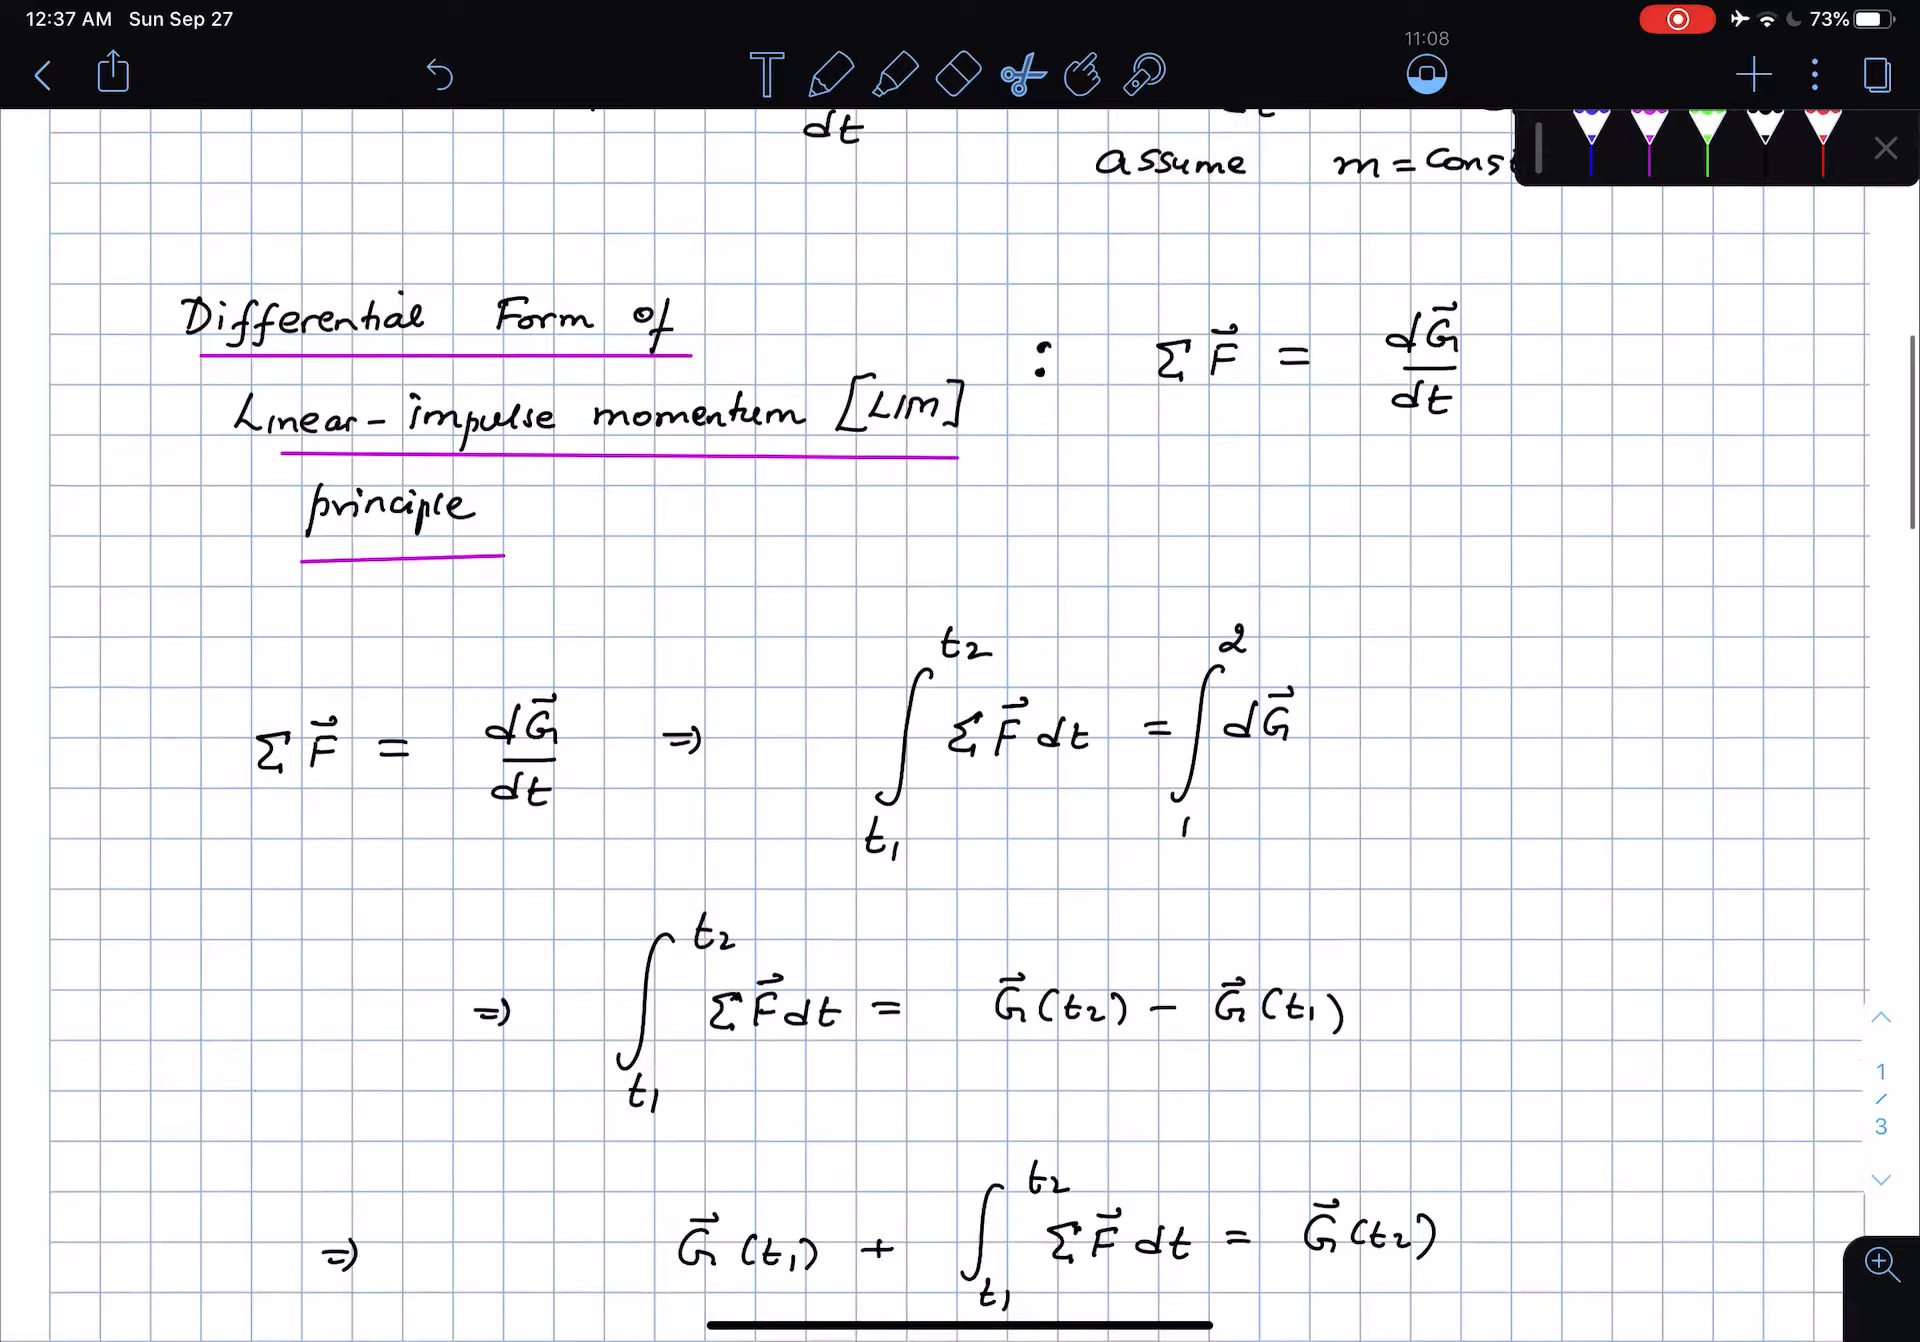 12:37 AM Sun Sep 27
73%
11:08
dt
assume m = cons
Differential Form of
Linear-impulse momentum [LIM]
principle
: Σ F⃗ = dG⃗/dt
Σ F⃗ = dG⃗/dt ⇒ ∫_{t₁}^{t₂} Σ F⃗ dt = ∫_1^2 dG⃗
⇒ ∫_{t₁}^{t₂} Σ F⃗ dt = G⃗(t₂) − G⃗(t₁)
⇒ G⃗(t₁) + ∫_{t₁}^{t₂} Σ F⃗ dt = G⃗(t₂)
1
/
3